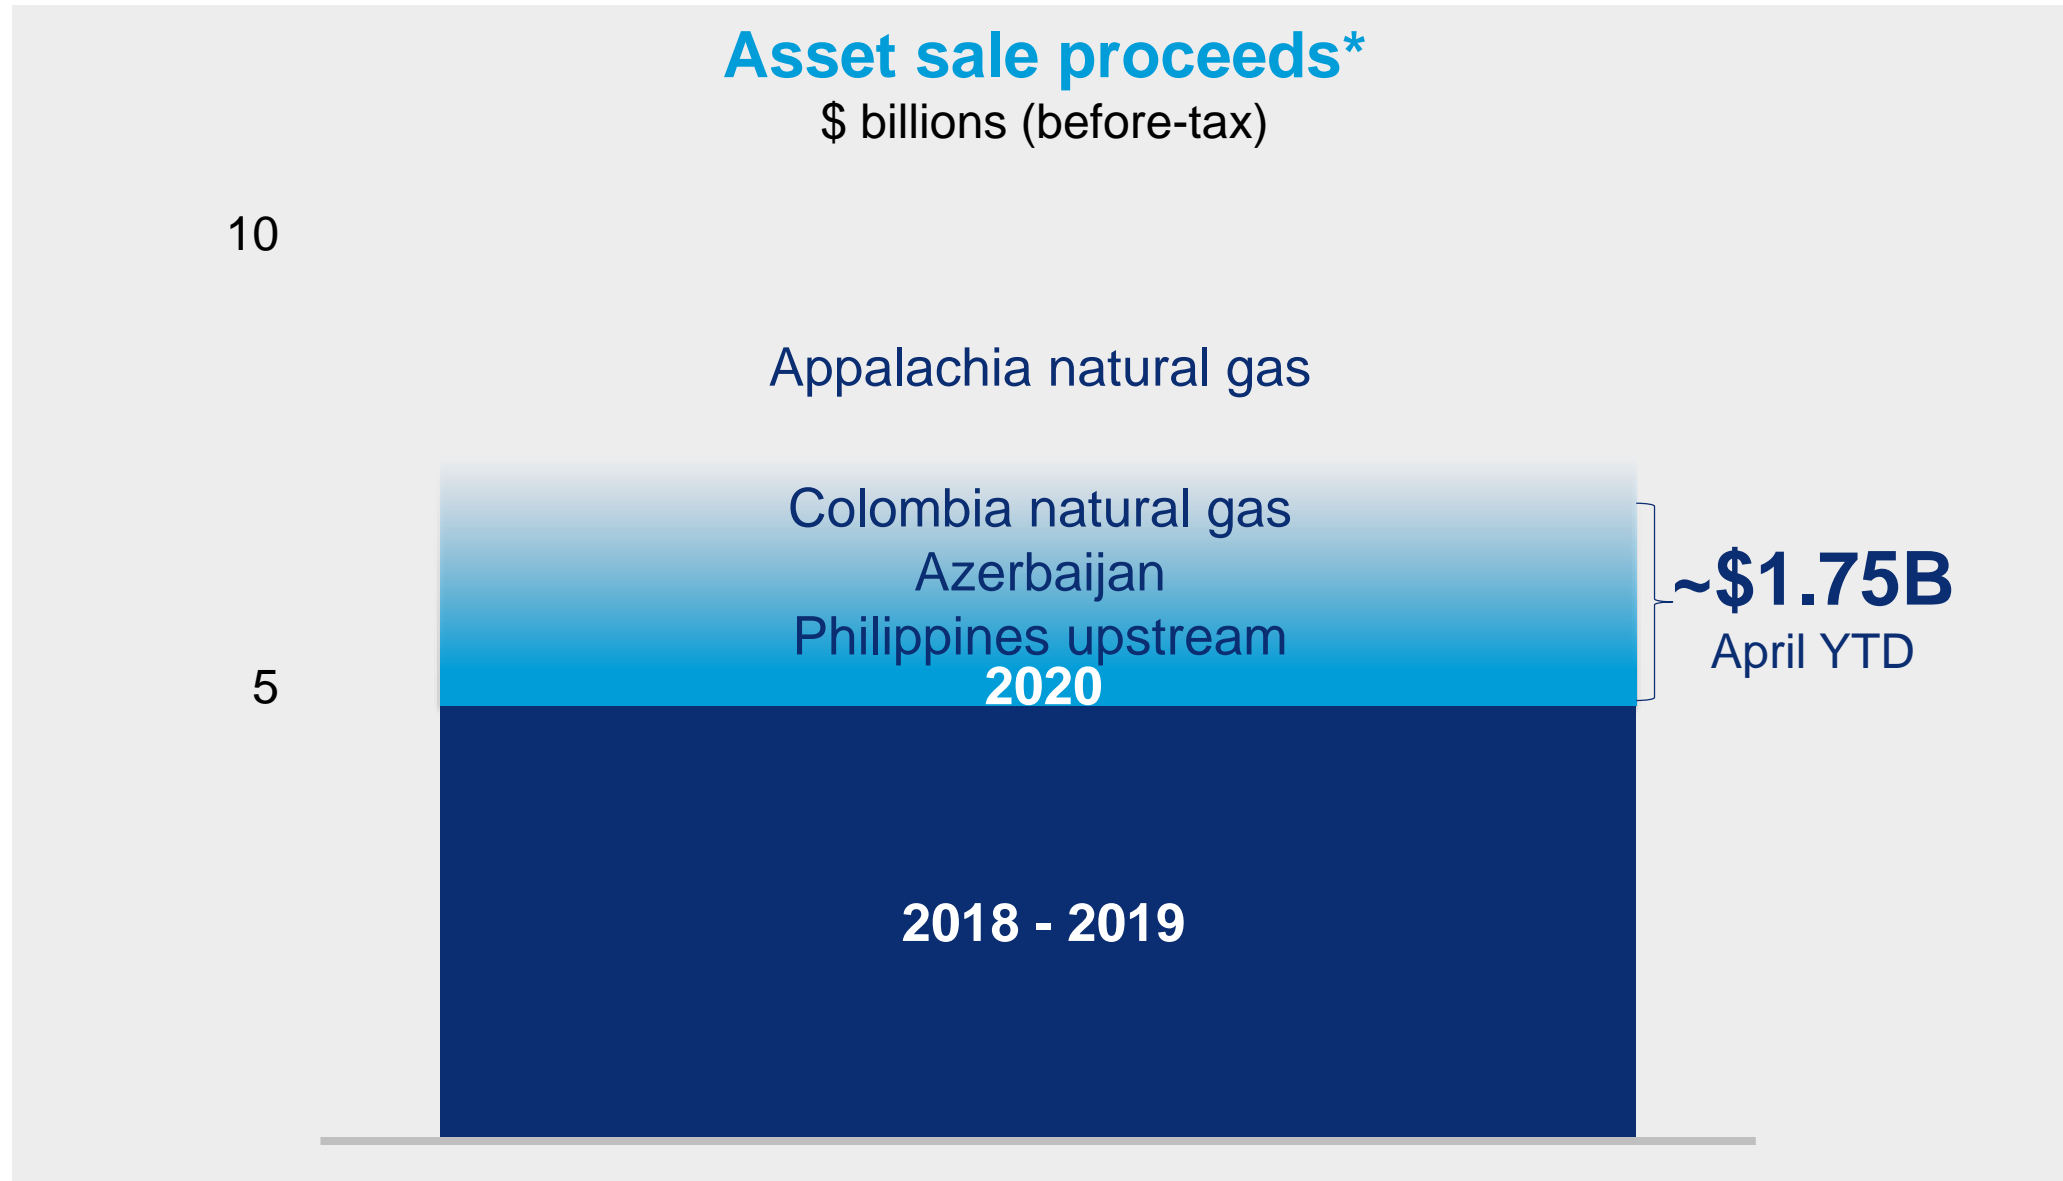 Asset sale proceeds*
$ billions (before-tax)
10
Appalachia natural gas
Colombia natural gas
Azerbaijan
Philippines upstream
~$1.75B
April YTD
5
2020
2018 - 2019